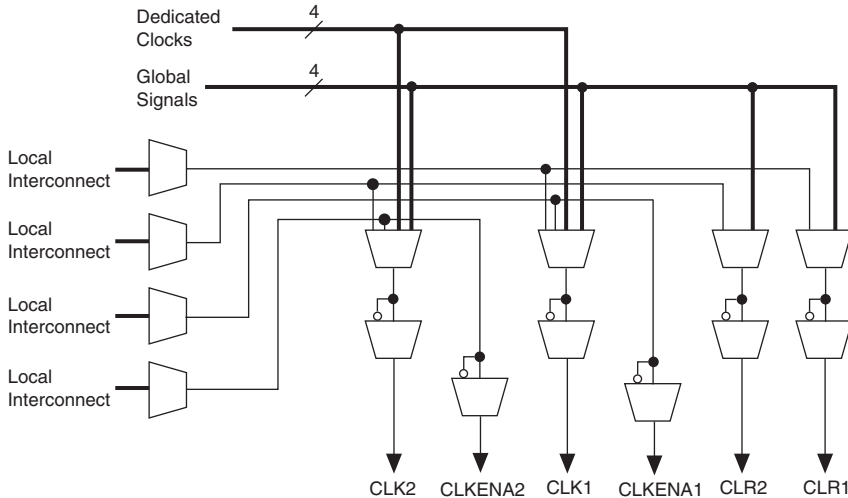 Dedicated
Clocks
4
Global
Signals
4
Local
Interconnect
Local
Interconnect
Local
Interconnect
Local
Interconnect
CLK2
CLKENA2
CLK1
CLKENA1
CLR2
CLR1